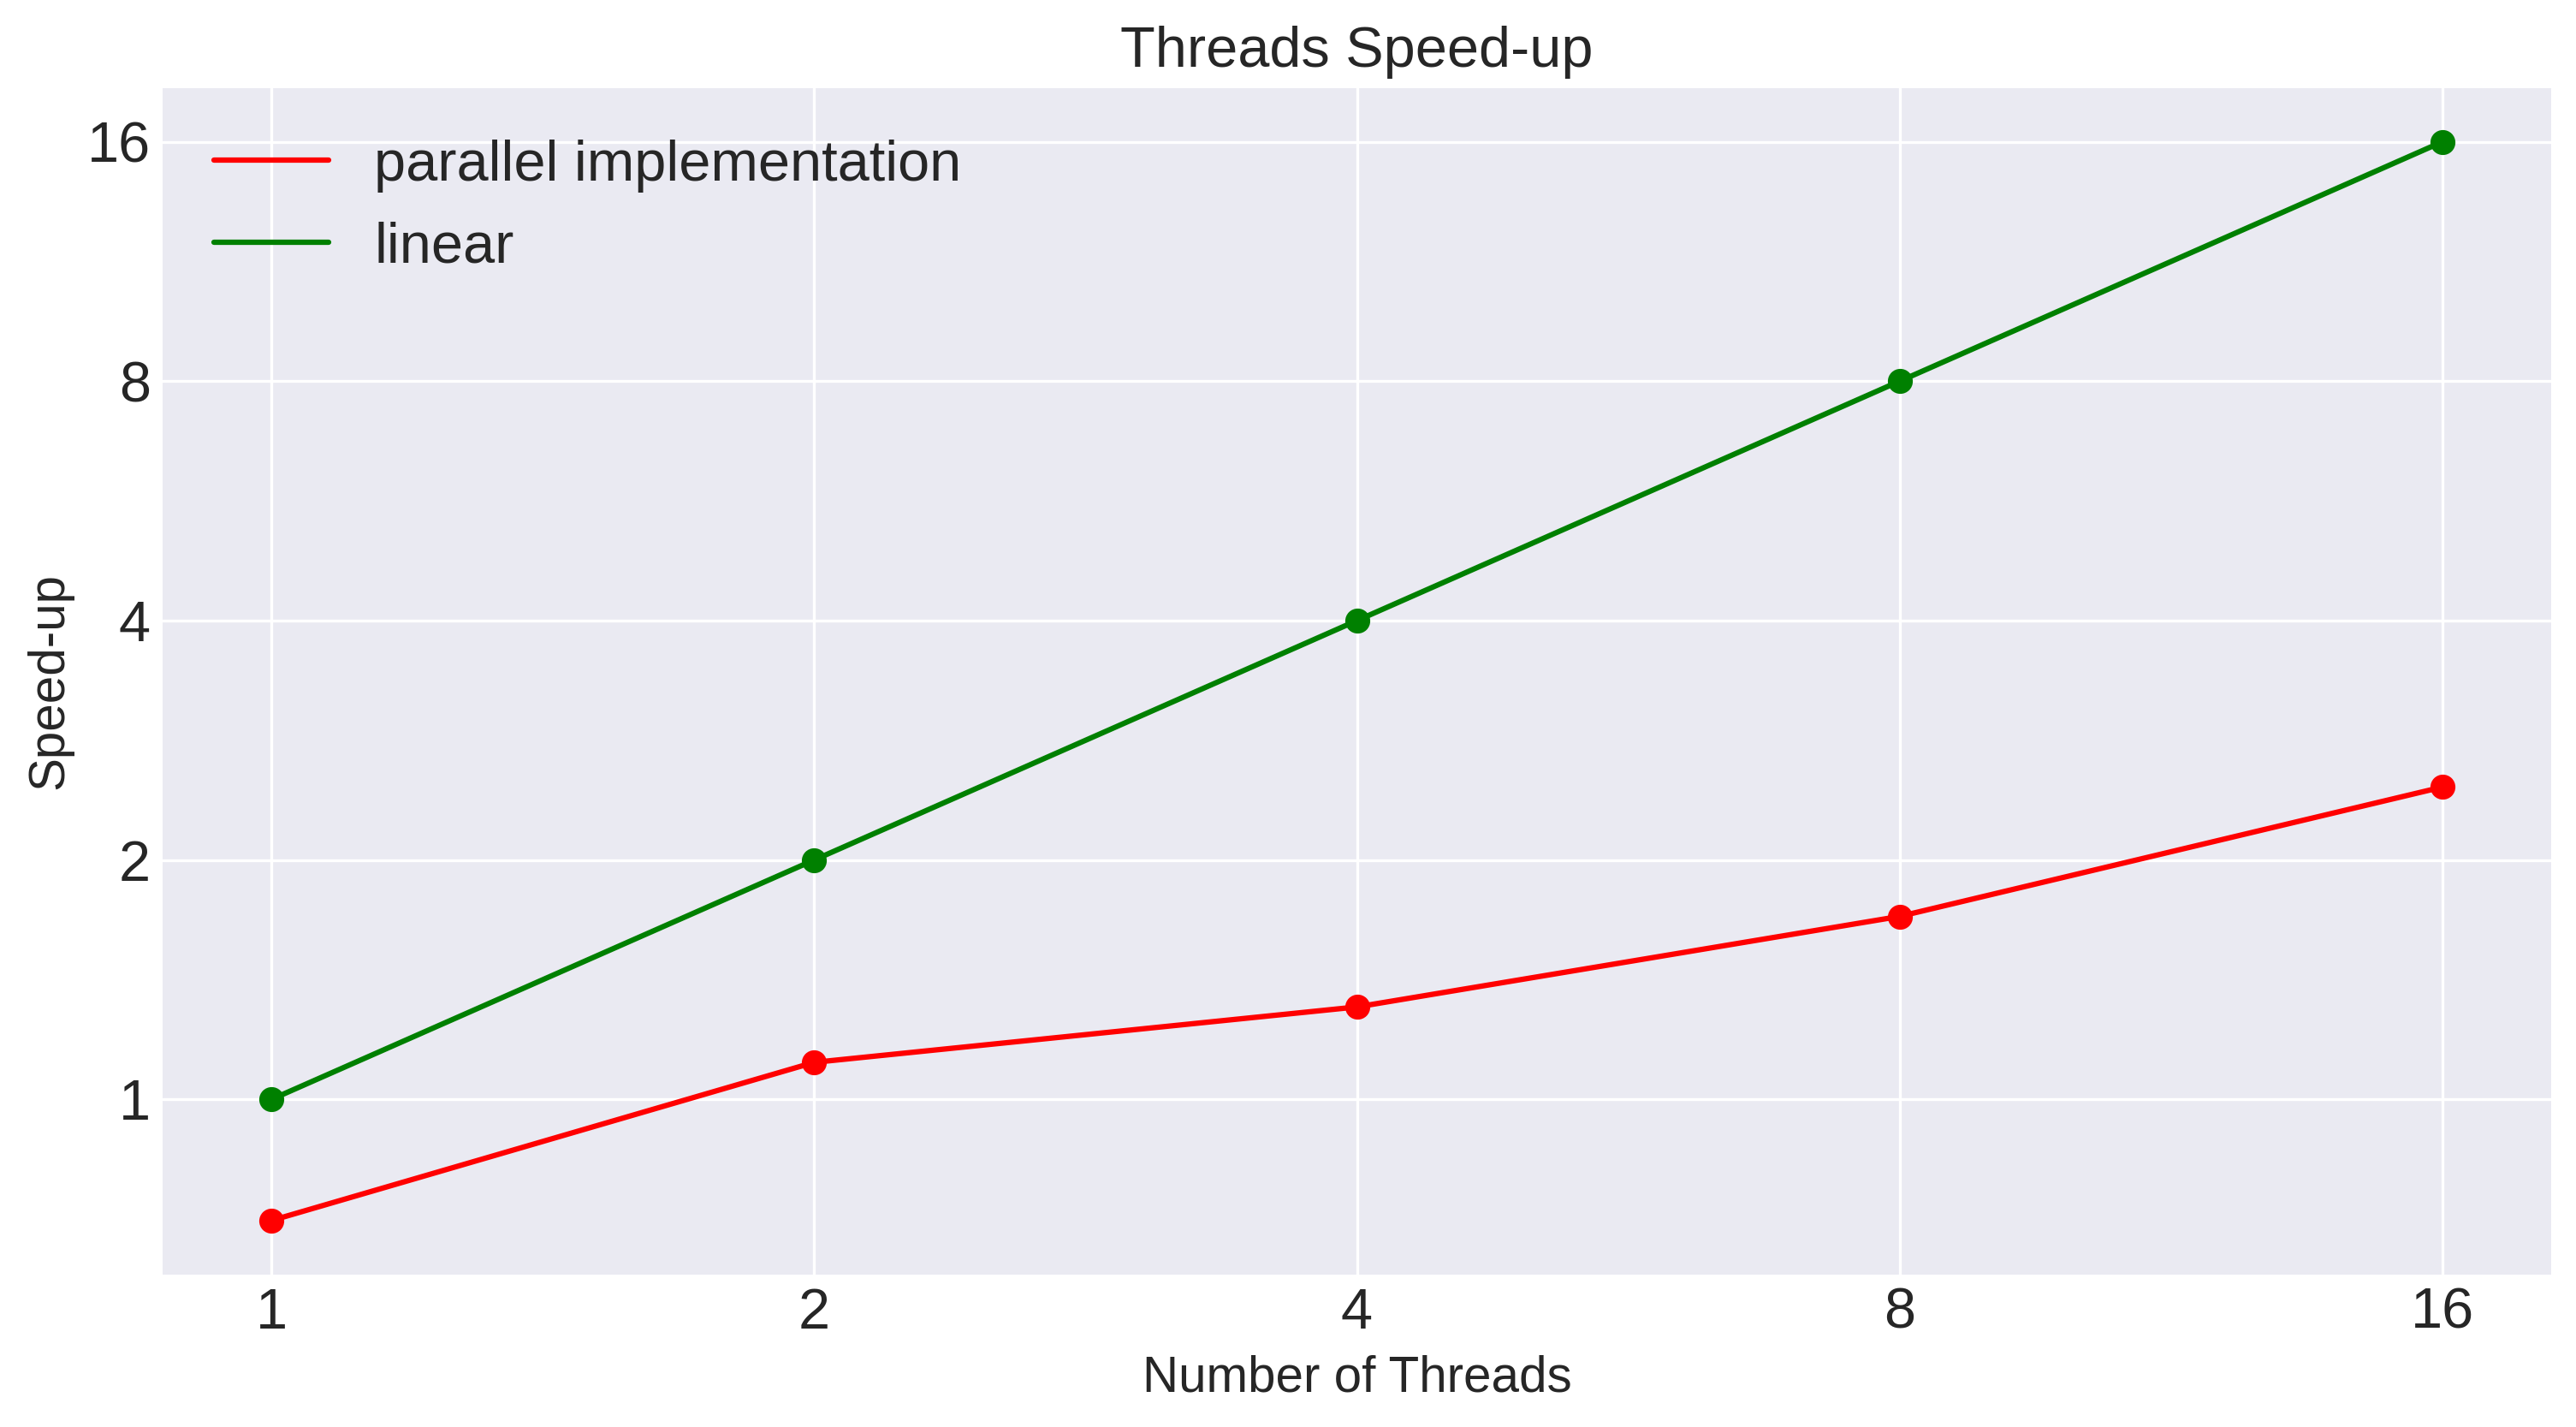 Threads Speed-up
parallel implementation
linear
16
8
4
2
1
Speed-up
1 2 4 8 16
Number of Threads